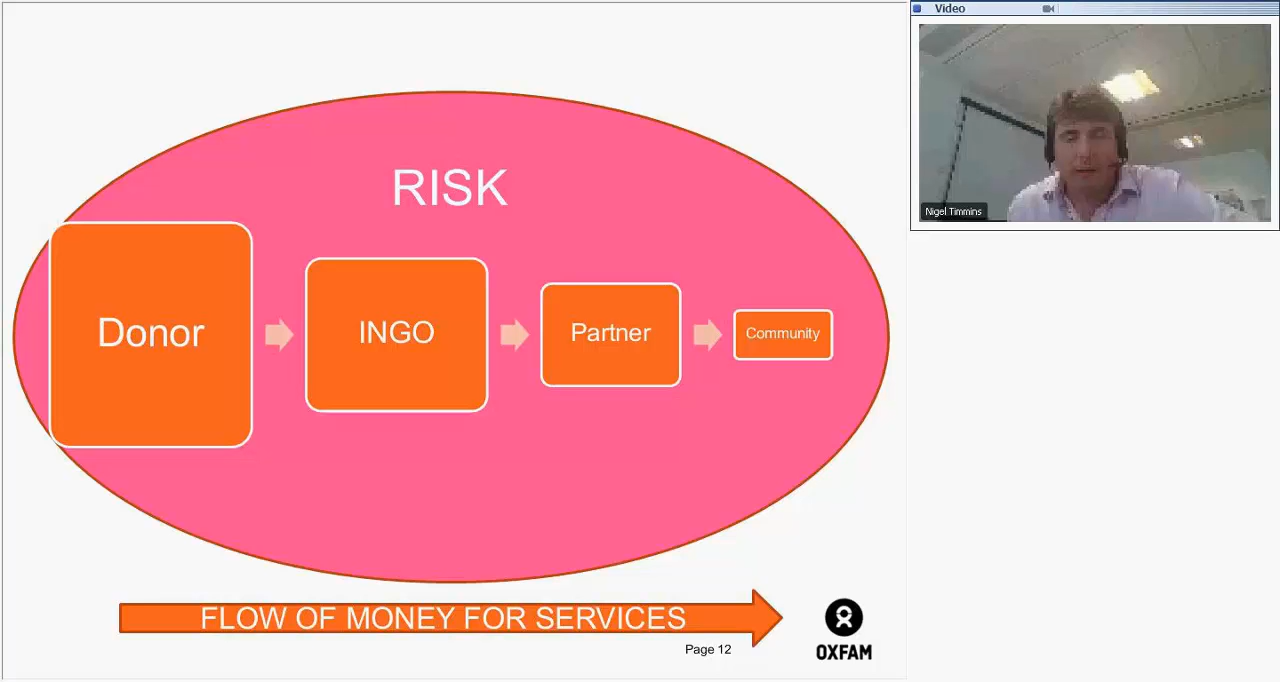 Video
RISK
Donor
INGO
Partner
Community
Nigel Timmins
FLOW OF MONEY FOR SERVICES
Page 12
OXFAM